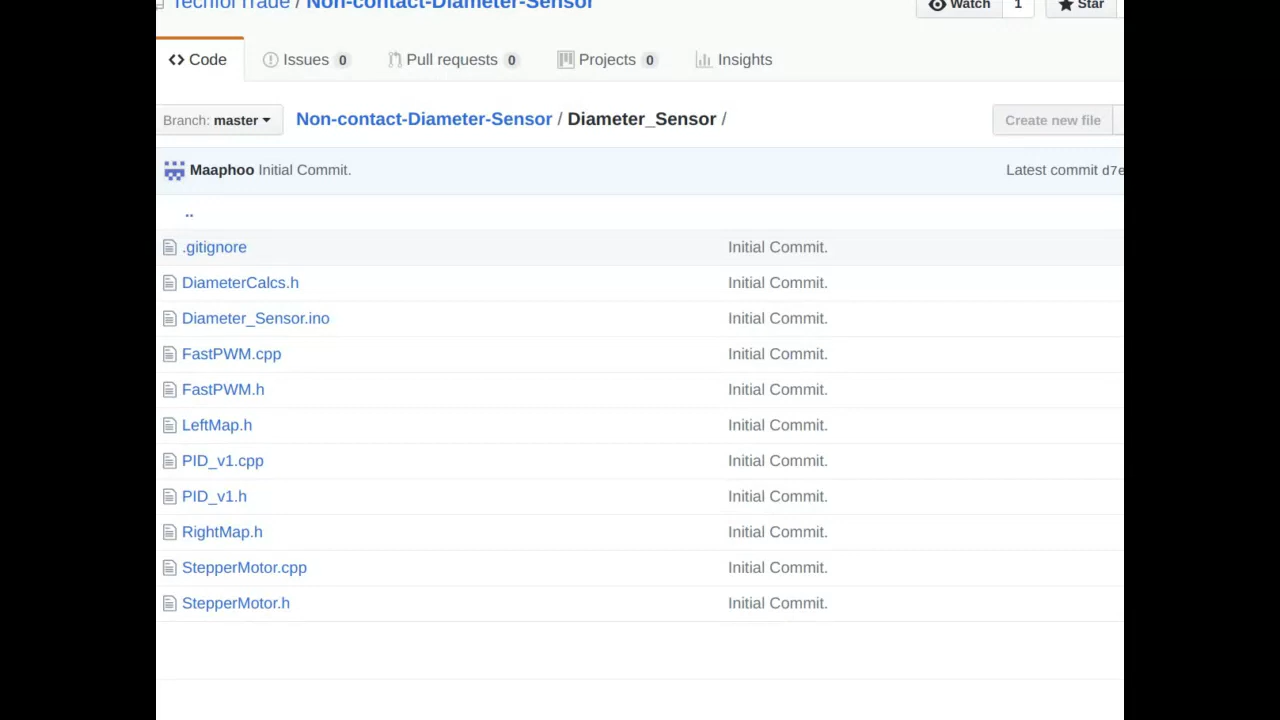 TechforTrade / Non-contact-Diameter-Sensor Watch 1 Star
Code Issues 0 Pull requests 0 Projects 0 Insights
Branch: master Non-contact-Diameter-Sensor / Diameter_Sensor / Create new file
Maaphoo Initial Commit. Latest commit d7e
..
.gitignore Initial Commit.
DiameterCalcs.h Initial Commit.
Diameter_Sensor.ino Initial Commit.
FastPWM.cpp Initial Commit.
FastPWM.h Initial Commit.
LeftMap.h Initial Commit.
PID_v1.cpp Initial Commit.
PID_v1.h Initial Commit.
RightMap.h Initial Commit.
StepperMotor.cpp Initial Commit.
StepperMotor.h Initial Commit.